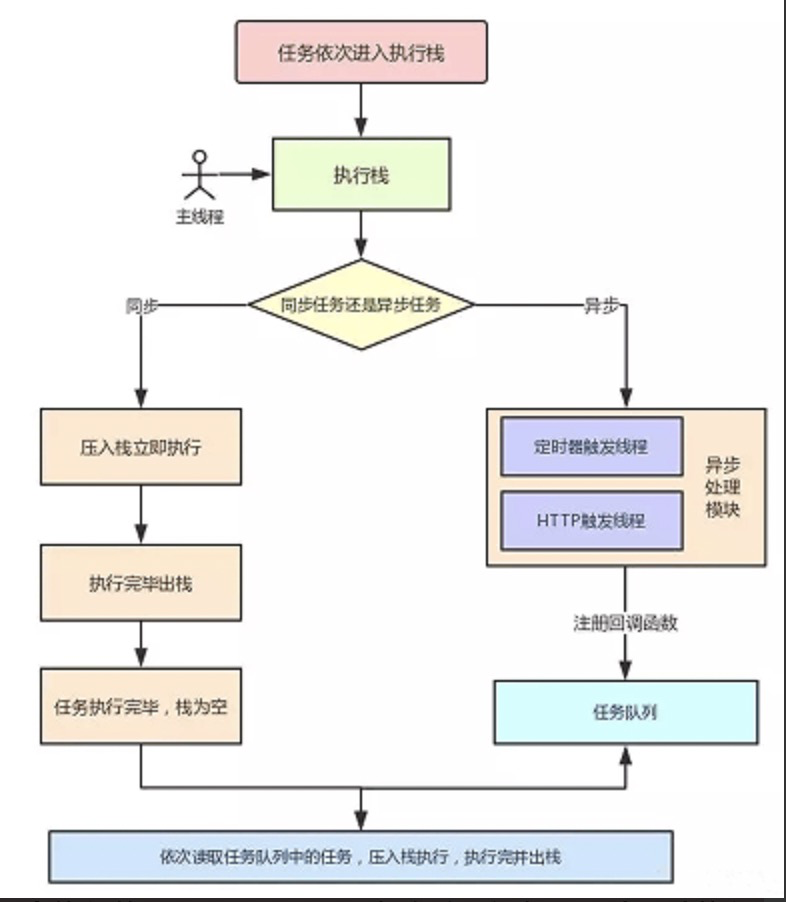 任务依次进入执行栈
执行栈
主线程
同步任务还是异步任务
同步
异步
压入栈立即执行
定时器触发线程
HTTP触发线程
异步
处理
模块
执行完毕出栈
注册回调函数
任务执行完毕，栈为空
任务队列
依次读取任务队列中的任务，压入栈执行，执行完并出栈